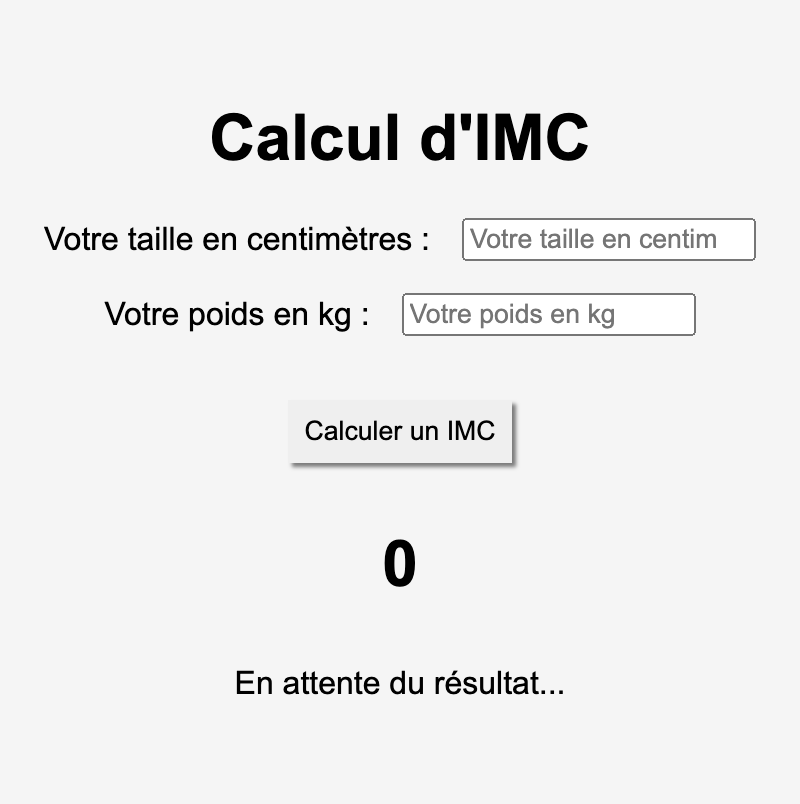 Calcul d'IMC
Votre taille en centimètres : Votre taille en centim
Votre poids en kg : Votre poids en kg
Calculer un IMC
0
En attente du résultat...